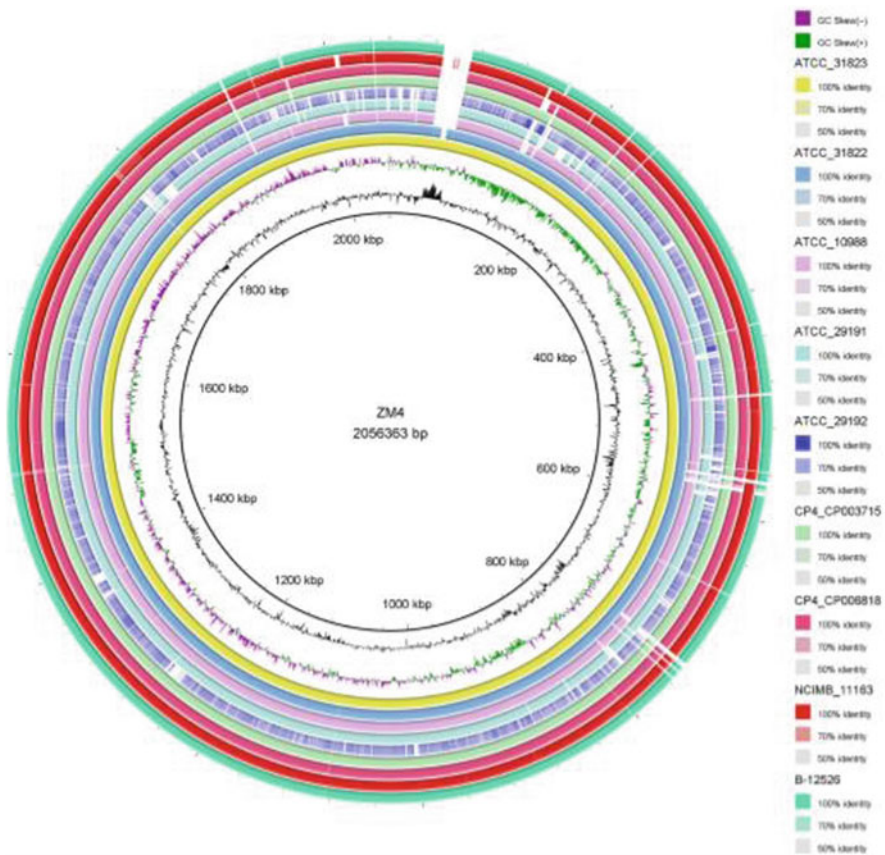 GC Skew(-)
GC Skew(+)
ATCC_31823
100% identity
70% identity
50% identity
ATCC_31822
100% identity
70% identity
50% identity
ATCC_10988
100% identity
70% identity
50% identity
ATCC_29191
100% identity
70% identity
50% identity
ATCC_29192
100% identity
70% identity
50% identity
CP4_CP003715
100% identity
70% identity
50% identity
CP4_CP006818
100% identity
70% identity
50% identity
NCIMB_11163
100% identity
70% identity
50% identity
B-12526
100% identity
70% identity
50% identity
2000 kbp
200 kbp
1800 kbp
400 kbp
1600 kbp
ZM4
2056363 bp
600 kbp
1400 kbp
800 kbp
1200 kbp
1000 kbp